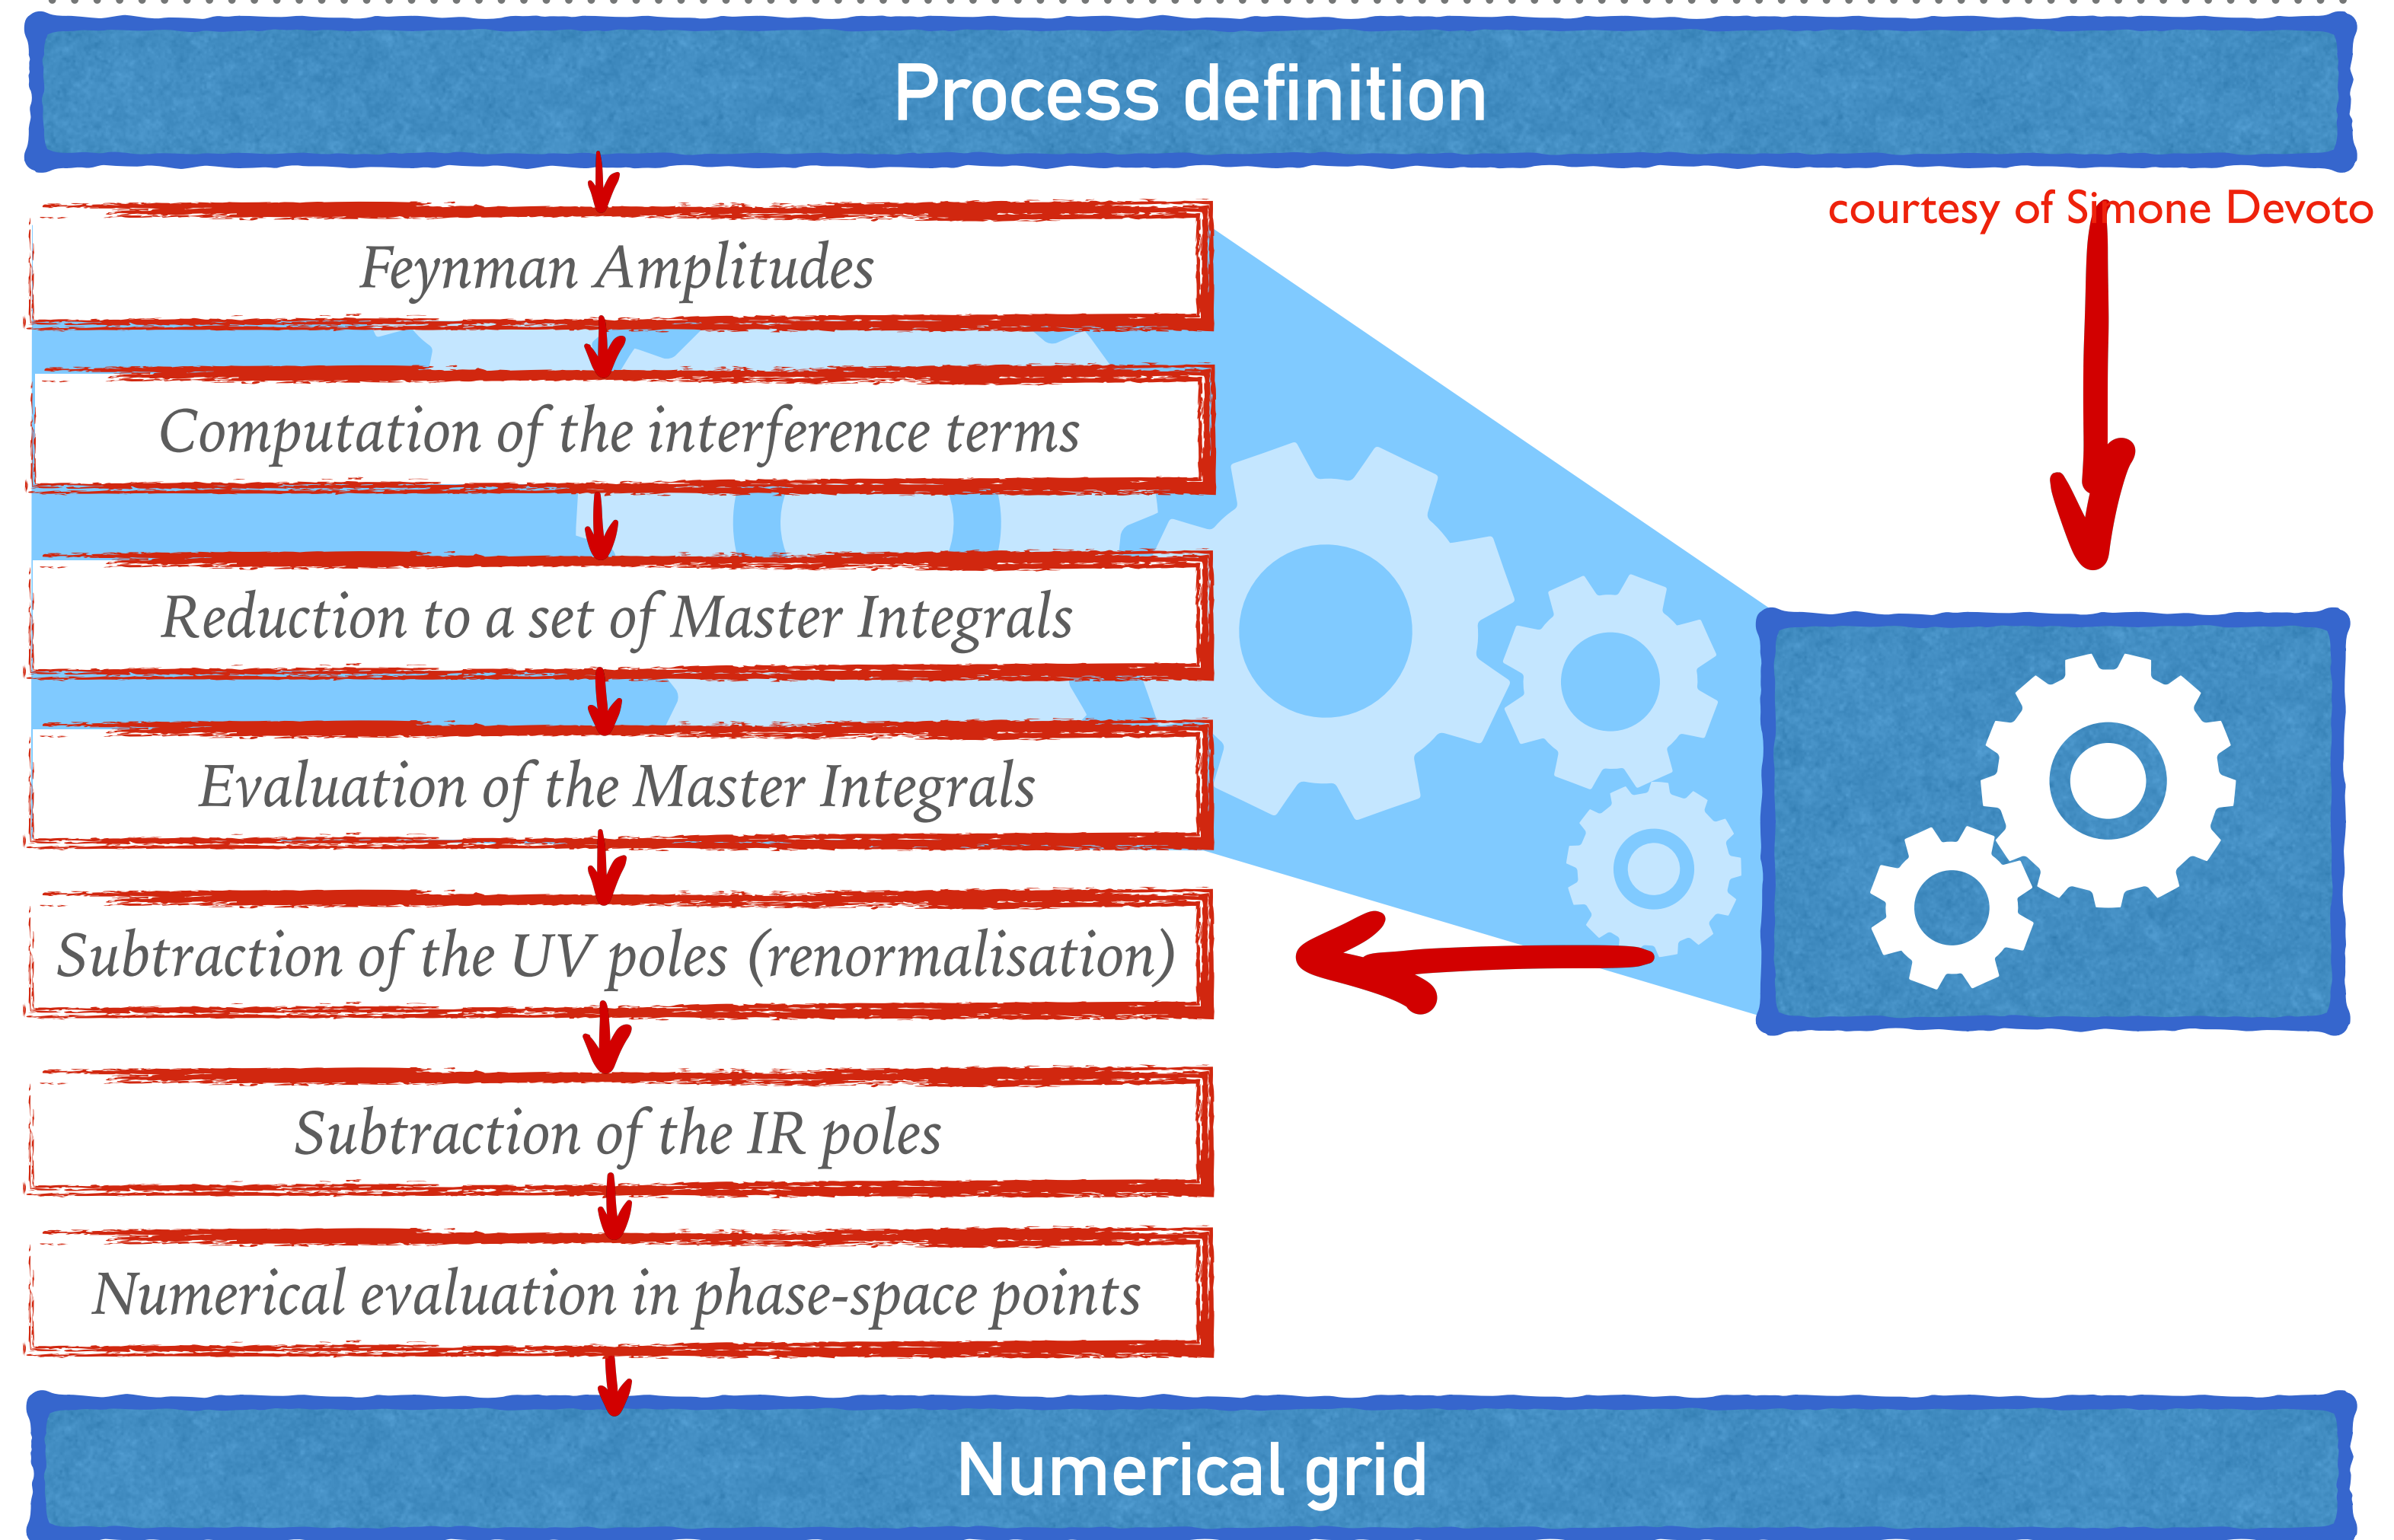 Process definition
courtesy of Simone Devoto
Feynman Amplitudes
Computation of the interference terms
Reduction to a set of Master Integrals
Evaluation of the Master Integrals
Subtraction of the UV poles (renormalisation)
Subtraction of the IR poles
Numerical evaluation in phase-space points
Numerical grid